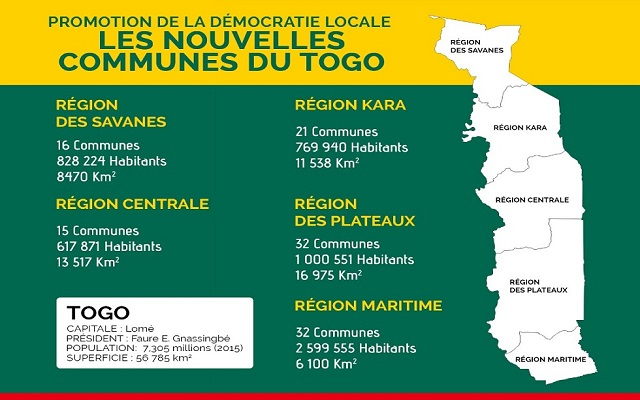 PROMOTION DE LA DÉMOCRATIE LOCALE
LES NOUVELLES
COMMUNES DU TOGO
RÉGION
DES SAVANES
16 Communes
828 224 Habitants
8470 Km²
RÉGION KARA
21 Communes
769 940 Habitants
11 538 Km²
RÉGION CENTRALE
15 Communes
617 871 Habitants
13 517 Km²
RÉGION
DES PLATEAUX
32 Communes
1 000 551 Habitants
16 975 Km²
RÉGION MARITIME
32 Communes
2 599 555 Habitants
6 100 Km²
TOGO
CAPITALE : Lomé
PRÉSIDENT : Faure E. Gnassingbé
POPULATION: 7,305 millions (2015)
SUPERFICIE : 56 785 km²
RÉGION
DES SAVANES
RÉGION KARA
RÉGION CENTRALE
RÉGION
DES PLATEAUX
RÉGION MARITIME